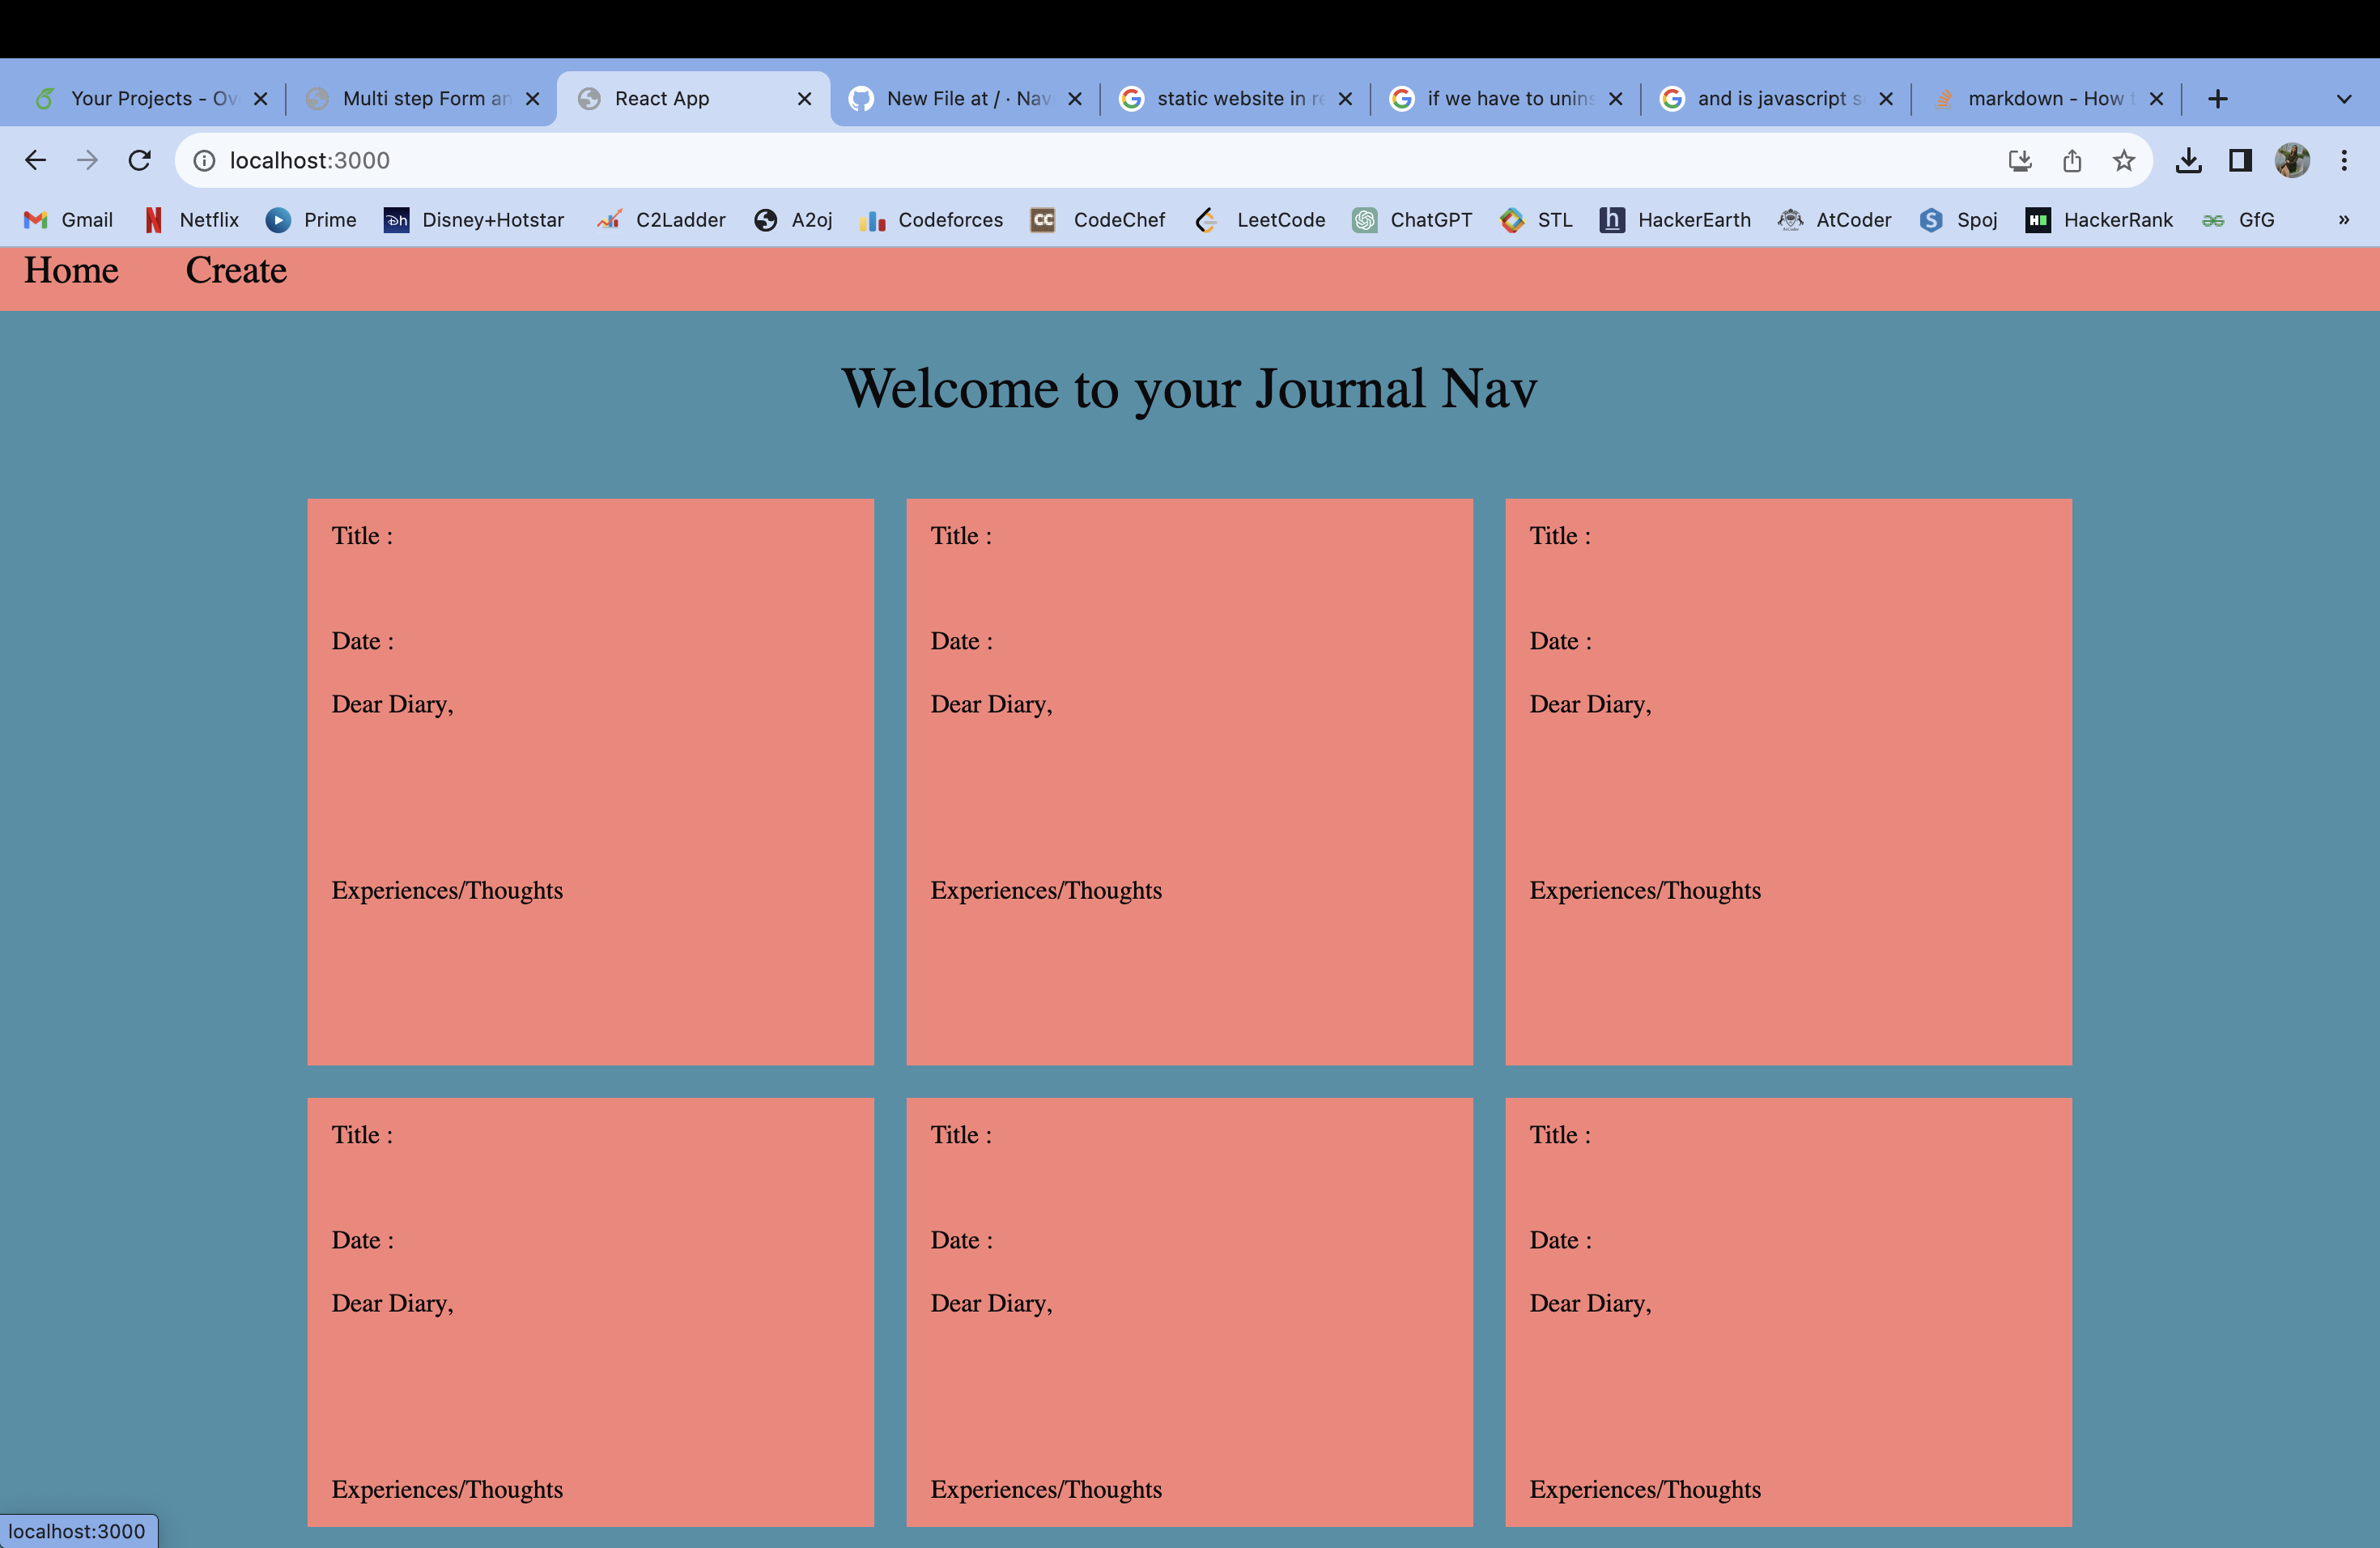 Your Projects - Ov
Multi step Form an
React App
New File at / · Nav
static website in re
if we have to unins
and is javascript s
markdown - How t
localhost:3000
Gmail Netflix Prime Disney+Hotstar C2Ladder A2oj Codeforces CodeChef LeetCode ChatGPT STL HackerEarth AtCoder Spoj HackerRank GfG »
Home Create
Welcome to your Journal Nav
Title :
Date :
Dear Diary,
Experiences/Thoughts
Title :
Date :
Dear Diary,
Experiences/Thoughts
Title :
Date :
Dear Diary,
Experiences/Thoughts
Title :
Date :
Dear Diary,
Experiences/Thoughts
Title :
Date :
Dear Diary,
Experiences/Thoughts
Title :
Date :
Dear Diary,
Experiences/Thoughts
localhost:3000